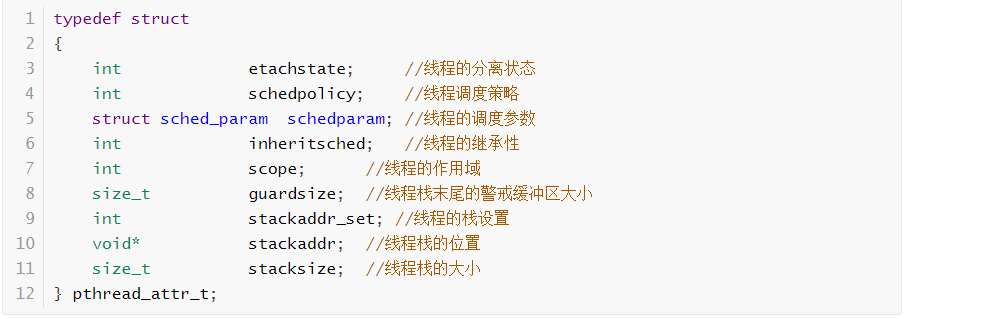 1 typedef struct
2 {
3 int etachstate; //线程的分离状态
4 int schedpolicy; //线程调度策略
5 struct sched_param schedparam; //线程的调度参数
6 int inheritsched; //线程的继承性
7 int scope; //线程的作用域
8 size_t guardsize; //线程栈末尾的警戒缓冲区大小
9 int stackaddr_set; //线程的栈设置
10 void* stackaddr; //线程栈的位置
11 size_t stacksize; //线程栈的大小
12 } pthread_attr_t;